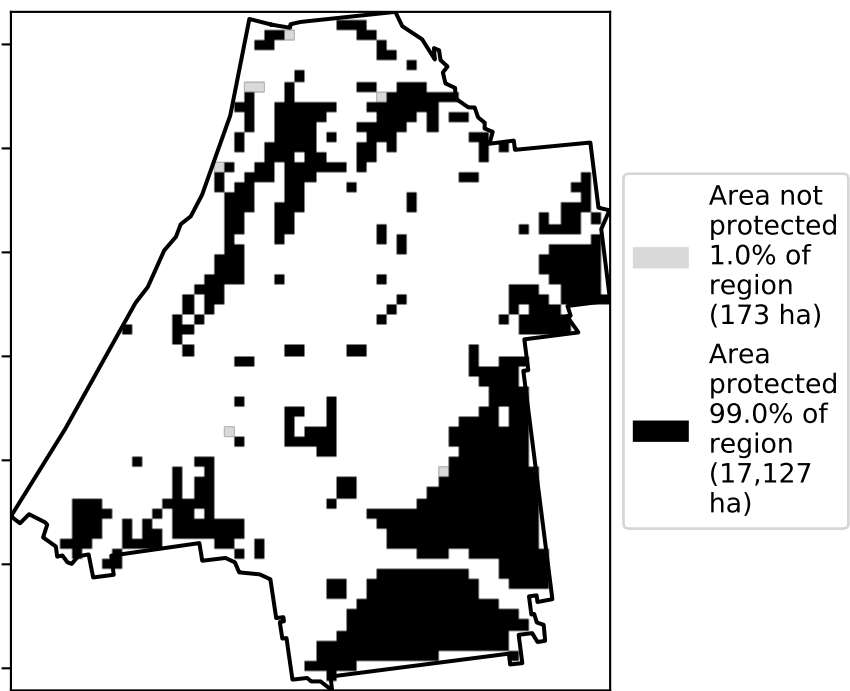 Area not
protected
1.0% of
region
(173 ha)
Area
protected
99.0% of
region
(17,127
ha)